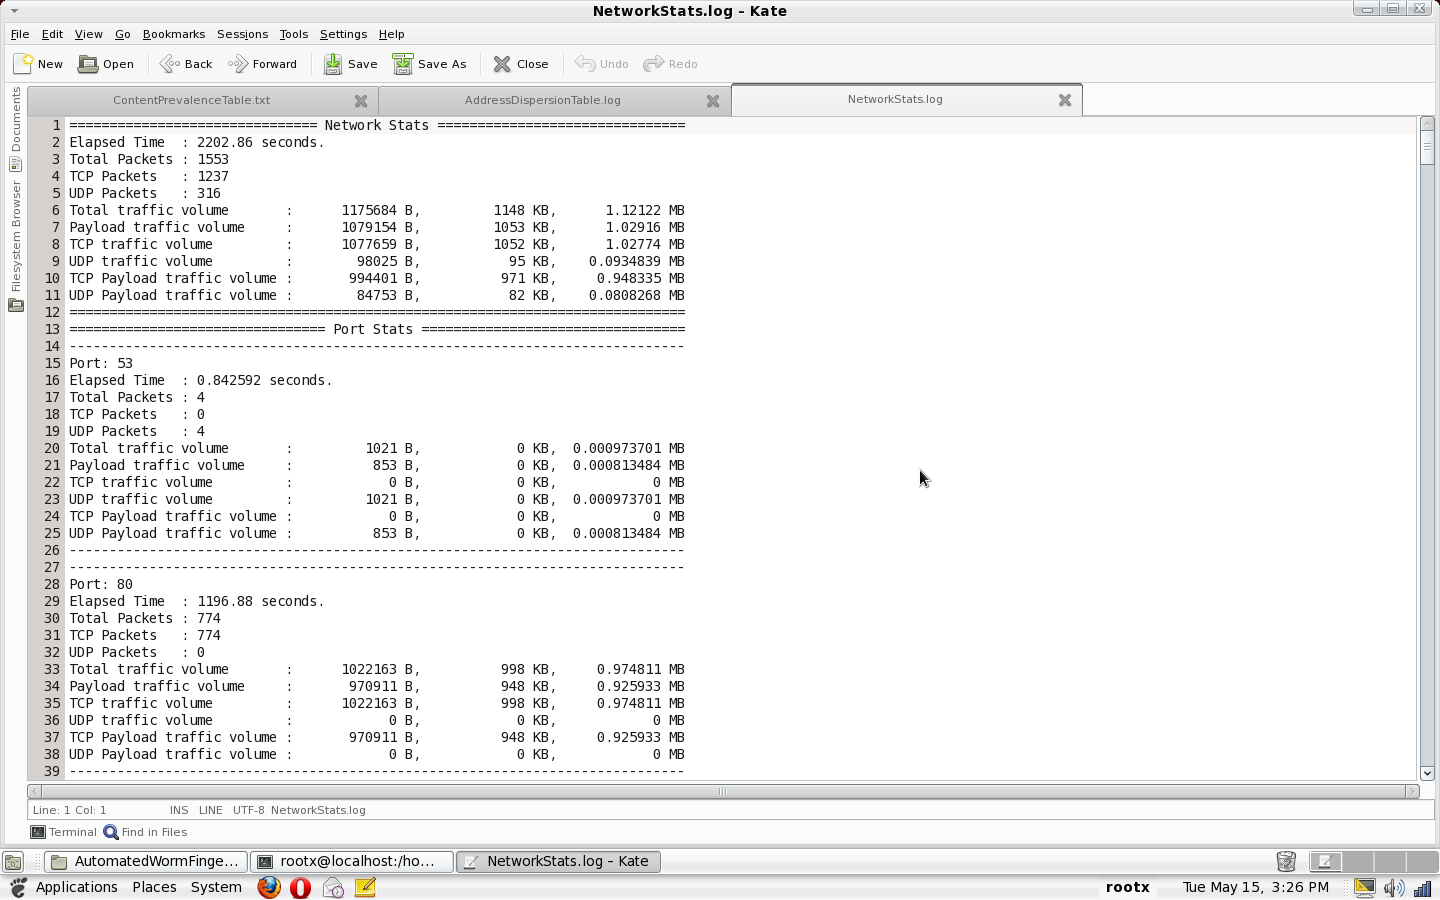 NetworkStats.log – Kate
File Edit View Go Bookmarks Sessions Tools Settings Help
New Open Back Forward Save Save As Close Undo Redo
ContentPrevalenceTable.txt AddressDispersionTable.log NetworkStats.log
Documents
Filesystem Browser
1 =============================== Network Stats ===============================
2 Elapsed Time  : 2202.86 seconds.
3 Total Packets : 1553
4 TCP Packets   : 1237
5 UDP Packets   : 316
6 Total traffic volume       :      1175684 B,         1148 KB,      1.12122 MB
7 Payload traffic volume     :      1079154 B,         1053 KB,      1.02916 MB
8 TCP traffic volume         :      1077659 B,         1052 KB,      1.02774 MB
9 UDP traffic volume         :        98025 B,           95 KB,    0.0934839 MB
10 TCP Payload traffic volume :       994401 B,          971 KB,     0.948335 MB
11 UDP Payload traffic volume :        84753 B,           82 KB,    0.0808268 MB
12 =============================================================================
13 ================================ Port Stats =================================
14 -----------------------------------------------------------------------------
15 Port: 53
16 Elapsed Time  : 0.842592 seconds.
17 Total Packets : 4
18 TCP Packets   : 0
19 UDP Packets   : 4
20 Total traffic volume       :         1021 B,            0 KB,  0.000973701 MB
21 Payload traffic volume     :          853 B,            0 KB,  0.000813484 MB
22 TCP traffic volume         :            0 B,            0 KB,            0 MB
23 UDP traffic volume         :         1021 B,            0 KB,  0.000973701 MB
24 TCP Payload traffic volume :            0 B,            0 KB,            0 MB
25 UDP Payload traffic volume :          853 B,            0 KB,  0.000813484 MB
26 -----------------------------------------------------------------------------
27 -----------------------------------------------------------------------------
28 Port: 80
29 Elapsed Time  : 1196.88 seconds.
30 Total Packets : 774
31 TCP Packets   : 774
32 UDP Packets   : 0
33 Total traffic volume       :      1022163 B,          998 KB,     0.974811 MB
34 Payload traffic volume     :       970911 B,          948 KB,     0.925933 MB
35 TCP traffic volume         :      1022163 B,          998 KB,     0.974811 MB
36 UDP traffic volume         :            0 B,            0 KB,            0 MB
37 TCP Payload traffic volume :       970911 B,          948 KB,     0.925933 MB
38 UDP Payload traffic volume :            0 B,            0 KB,            0 MB
39 -----------------------------------------------------------------------------
Line: 1 Col: 1 INS LINE UTF-8 NetworkStats.log
Terminal Find in Files
AutomatedWormFinge... rootx@localhost:/ho... NetworkStats.log – Kate
Applications Places System rootx Tue May 15, 3:26 PM